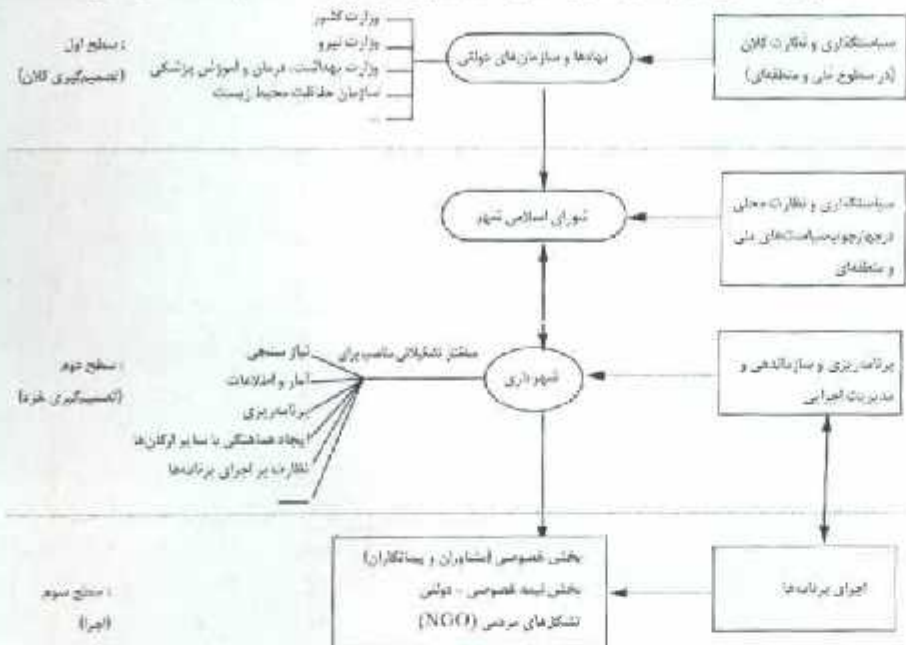 سیاستگذاری و نظارت کلان
(در سطوح ملی و منطقه‌ای)
نهادها و سازمان‌های دولتی
وزارت کشور
وزارت نیرو
وزارت بهداشت، درمان و آموزش پزشکی
سازمان حفاظت محیط زیست
...
سطح اول :
(تصمیم‌گیری کلان)
سیاستگذاری و نظارت محلی
درچهارچوب‌سیاست‌های ملی
و منطقه‌ای
شورای اسلامی شهر
برنامه‌ریزی و سازماندهی و
مدیریت اجرایی
شهرداری
ساختار تشکیلاتی مناسب برای
نیاز سنجی
آمار و اطلاعات
برنامه‌ریزی
ایجاد هماهنگی با سایر ارگان‌ها
نظارت بر اجرای برنامه‌ها
سطح دوم :
(تصمیم‌گیری خرد)
اجرای برنامه‌ها
بخش خصوصی (مشاوران و پیمانکاران)
بخش نیمه خصوصی - دولتی
تشکل‌های مردمی (NGO)
سطح سوم :
(اجرا)